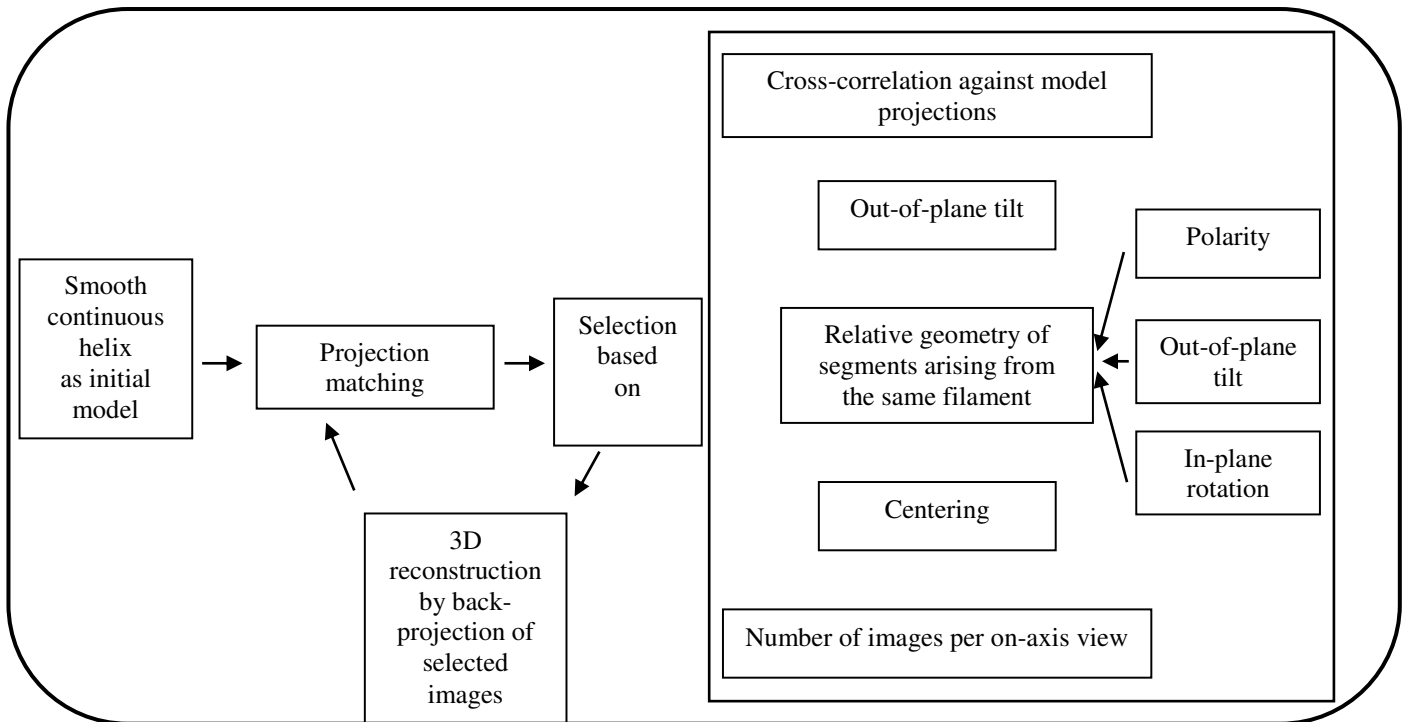 Smooth
continuous
helix
as initial
model
Projection
matching
Selection
based
on
3D
reconstruction
by back-
projection of
selected
images
Cross-correlation against model
projections
Out-of-plane tilt
Relative geometry of
segments arising from
the same filament
Centering
Number of images per on-axis view
Polarity
Out-of-plane
tilt
In-plane
rotation